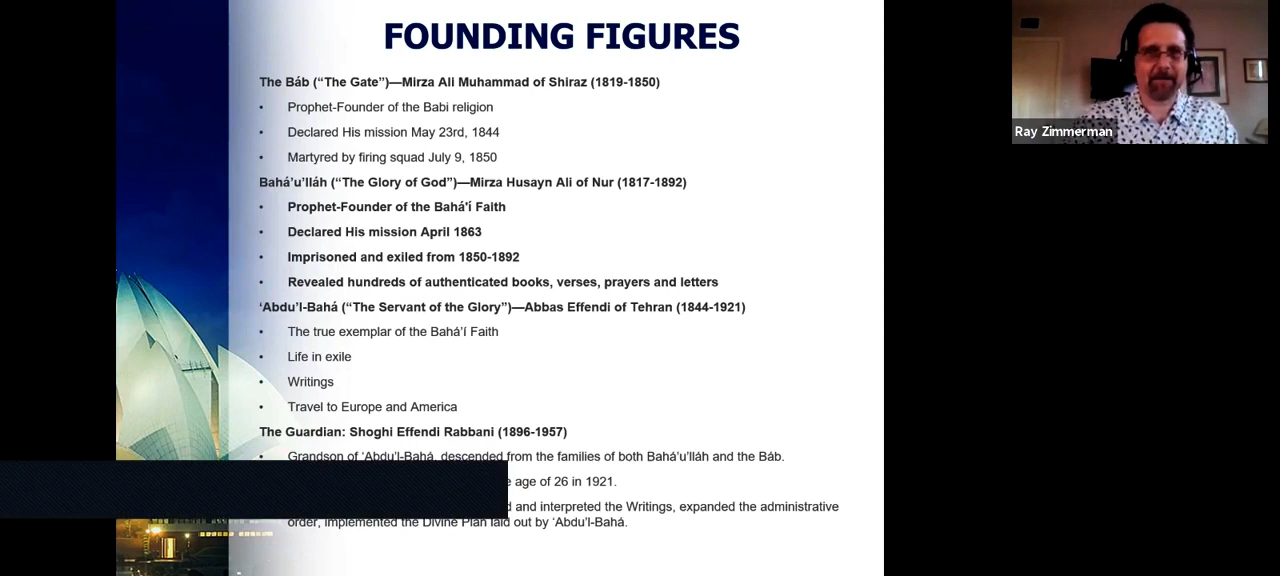 FOUNDING FIGURES
The Báb (“The Gate”)—Mirza Ali Muhammad of Shiraz (1819-1850)
• Prophet-Founder of the Babi religion
• Declared His mission May 23rd, 1844
• Martyred by firing squad July 9, 1850
Bahá’u’lláh (“The Glory of God”)—Mirza Husayn Ali of Nur (1817-1892)
• Prophet-Founder of the Bahá'í Faith
• Declared His mission April 1863
• Imprisoned and exiled from 1850-1892
• Revealed hundreds of authenticated books, verses, prayers and letters
‘Abdu’l-Bahá (“The Servant of the Glory”)—Abbas Effendi of Tehran (1844-1921)
• The true exemplar of the Bahá’í Faith
• Life in exile
• Writings
• Travel to Europe and America
The Guardian: Shoghi Effendi Rabbani (1896-1957)
• Grandson of ‘Abdu’l-Bahá, descended from the families of both Bahá’u’lláh and the Báb.
age of 26 in 1921.
and interpreted the Writings, expanded the administrative
order, implemented the Divine Plan laid out by ‘Abdu’l-Bahá.
Ray Zimmerman